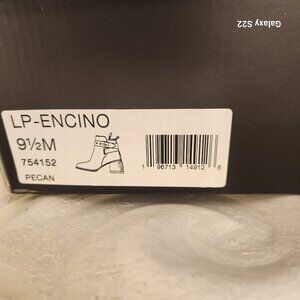 Galaxy S22
LP-ENCINO
9½M
754152
PECAN
1 96713 14912 6